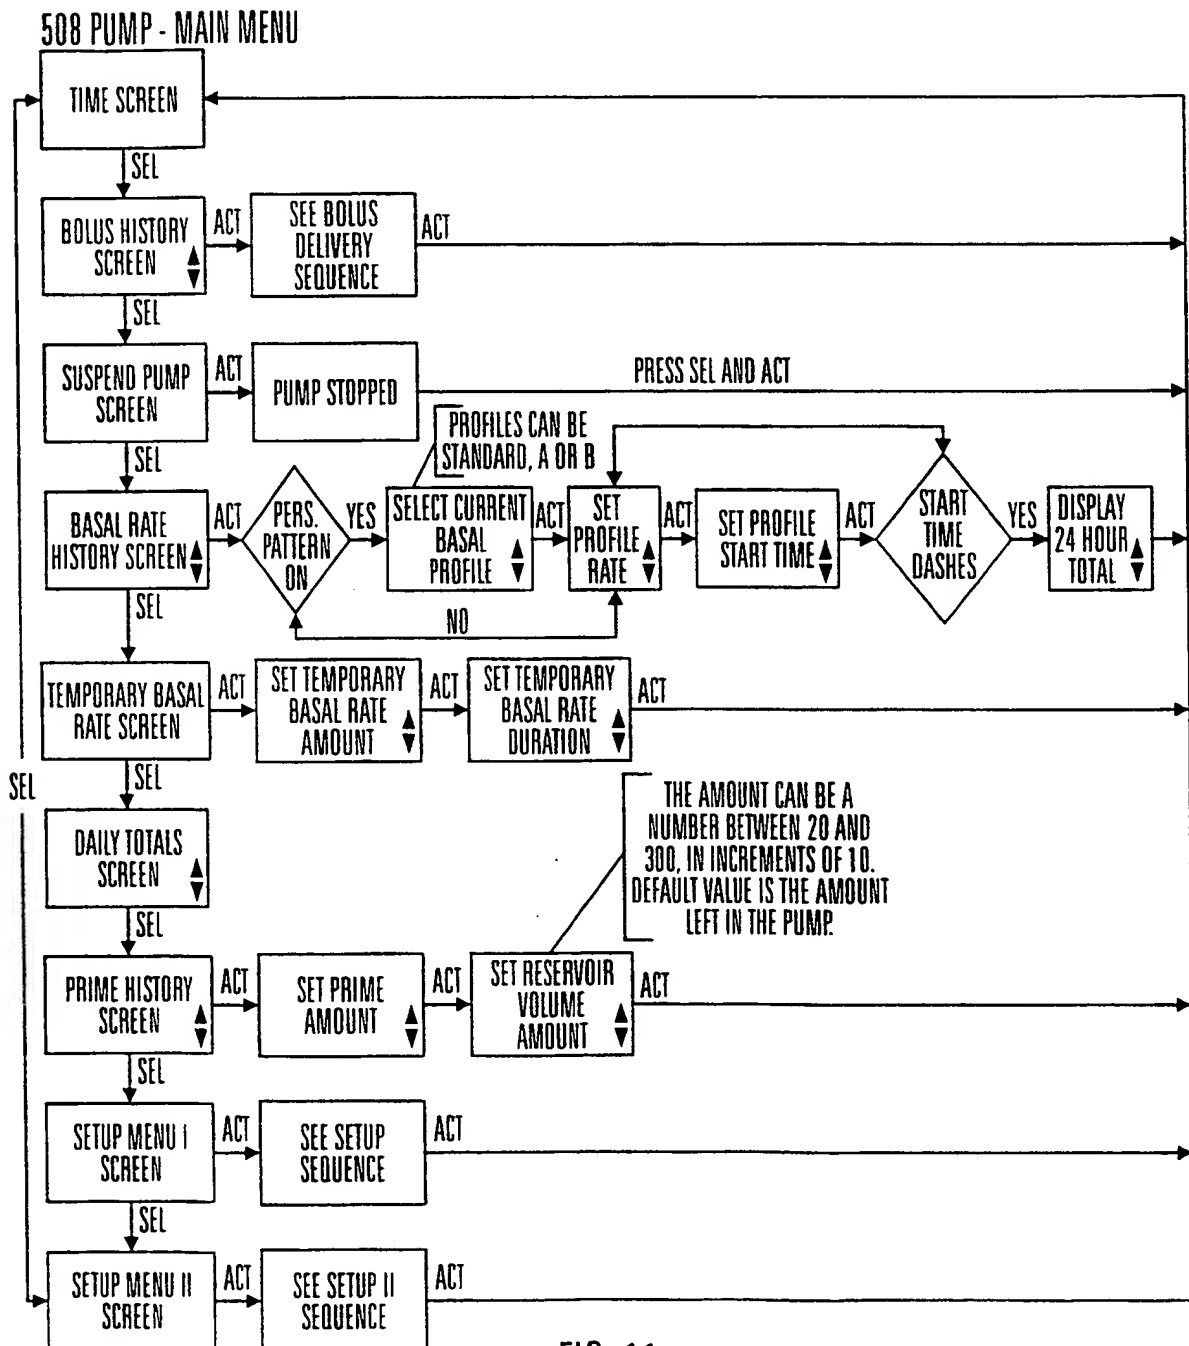 508 PUMP - MAIN MENU
TIME SCREEN
SEL
BOLUS HISTORY
SCREEN
ACT
SEE BOLUS
DELIVERY
SEQUENCE
ACT
SEL
SUSPEND PUMP
SCREEN
ACT
PUMP STOPPED
PRESS SEL AND ACT
SEL
PROFILES CAN BE
STANDARD, A OR B
BASAL RATE
HISTORY SCREEN
ACT
PERS.
PATTERN
ON
YES
SELECT CURRENT
BASAL
PROFILE
ACT
SET
PROFILE
RATE
ACT
SET PROFILE
START TIME
ACT
START
TIME
DASHES
YES
DISPLAY
24 HOUR
TOTAL
NO
SEL
TEMPORARY BASAL
RATE SCREEN
ACT
SET TEMPORARY
BASAL RATE
AMOUNT
ACT
SET TEMPORARY
BASAL RATE
DURATION
ACT
SEL
SEL
DAILY TOTALS
SCREEN
THE AMOUNT CAN BE A
NUMBER BETWEEN 20 AND
300, IN INCREMENTS OF 10.
DEFAULT VALUE IS THE AMOUNT
LEFT IN THE PUMP.
SEL
PRIME HISTORY
SCREEN
ACT
SET PRIME
AMOUNT
ACT
SET RESERVOIR
VOLUME
AMOUNT
ACT
SEL
SETUP MENU I
SCREEN
ACT
SEE SETUP
SEQUENCE
ACT
SEL
SETUP MENU II
SCREEN
ACT
SEE SETUP II
SEQUENCE
ACT